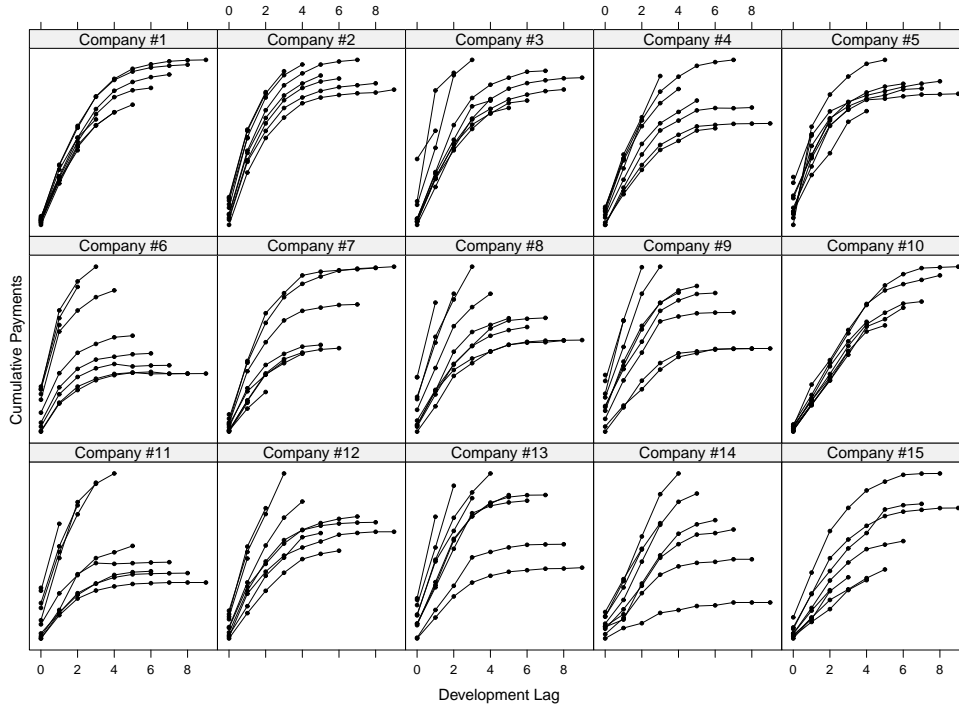 0 2 4 6 8 0 2 4 6 8
Company #1 Company #2 Company #3 Company #4 Company #5
Company #6 Company #7 Company #8 Company #9 Company #10
Cumulative Payments
Company #11 Company #12 Company #13 Company #14 Company #15
0 2 4 6 8 0 2 4 6 8 0 2 4 6 8
Development Lag